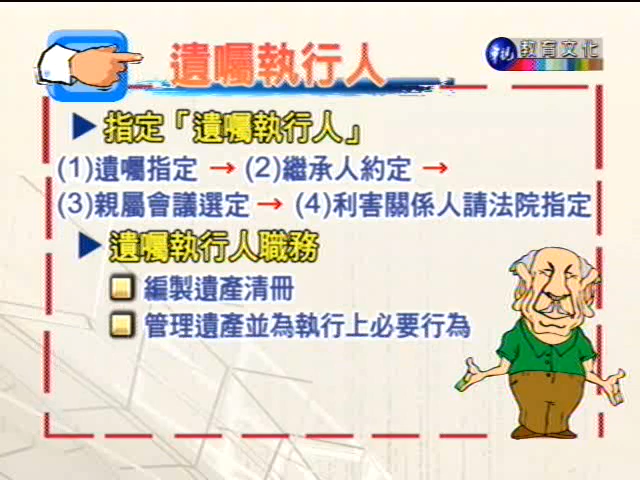 華視 教育文化
遺囑執行人
指定「遺囑執行人」
(1)遺囑指定 → (2)繼承人約定 →
(3)親屬會議選定 → (4)利害關係人請法院指定
遺囑執行人職務
編製遺產清冊
管理遺產並為執行上必要行為